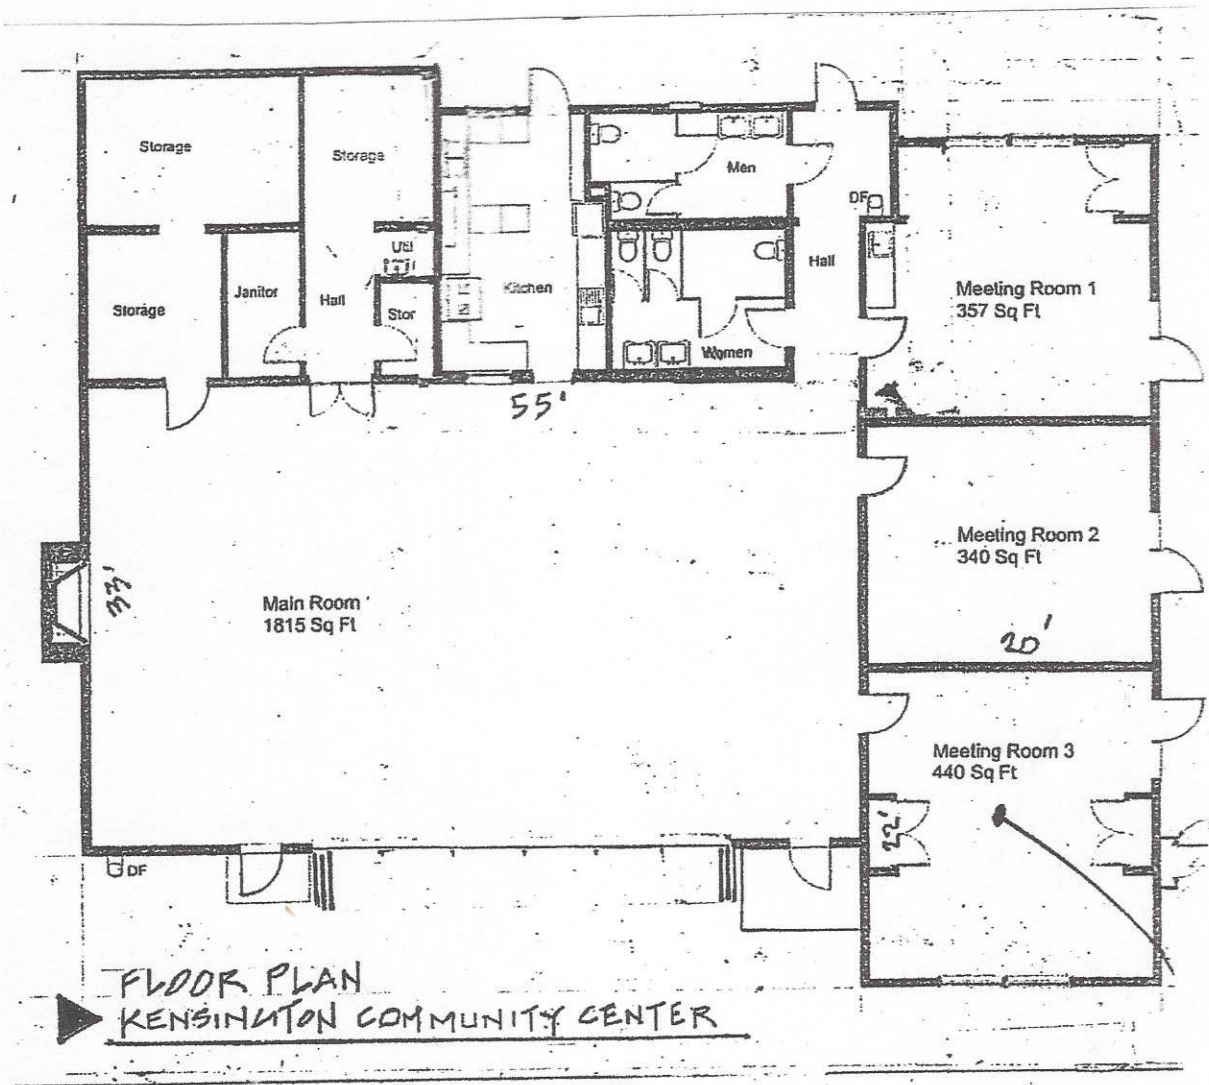 Storage
Storage
Men
DF
Util
Hall
Storage
Janitor
Hall
Stor
Kitchen
Women
Meeting Room 1
357 Sq Ft
55'
Meeting Room 2
340 Sq Ft
20'
33'
Main Room
1815 Sq Ft
Meeting Room 3
440 Sq Ft
22'
DF
FLOOR PLAN
KENSINGTON COMMUNITY CENTER